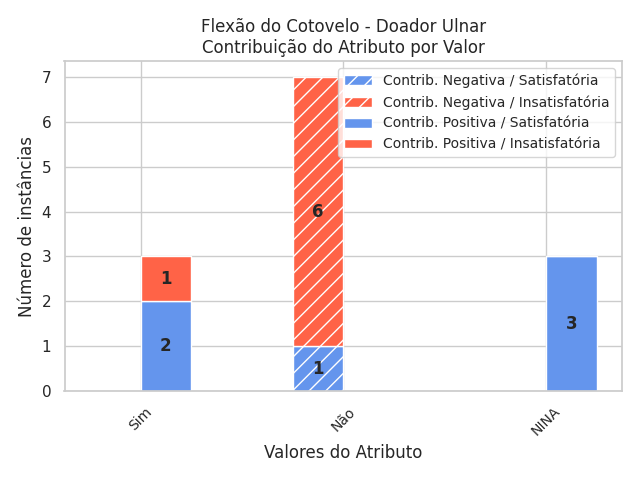 Flexão do Cotovelo - Doador Ulnar
Contribuição do Atributo por Valor
Contrib. Negativa / Satisfatória
Contrib. Negativa / Insatisfatória
Contrib. Positiva / Satisfatória
Contrib. Positiva / Insatisfatória
Número de instâncias
7
6
5
4
3
2
1
0
1
2
6
1
3
Sim
Não
NINA
Valores do Atributo